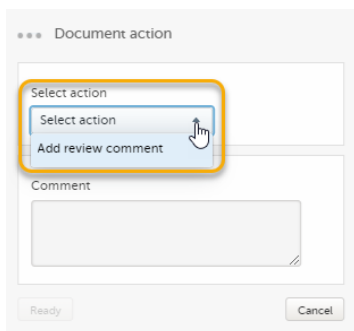 Document action
Select action
Select action
Add review comment
Comment
Ready
Cancel